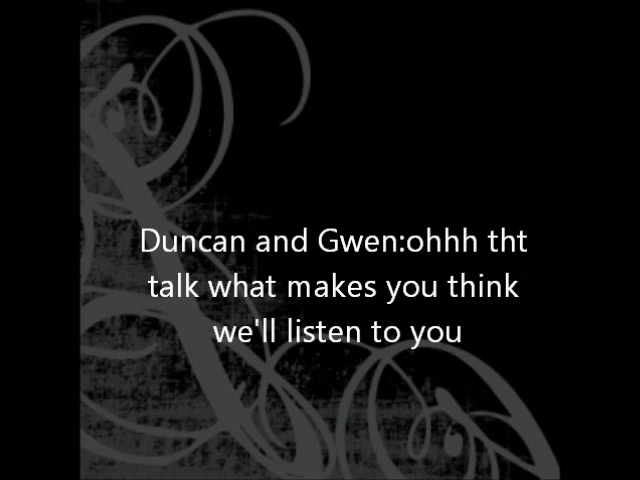 Duncan and Gwen:ohhh tht
talk what makes you think
we'll listen to you